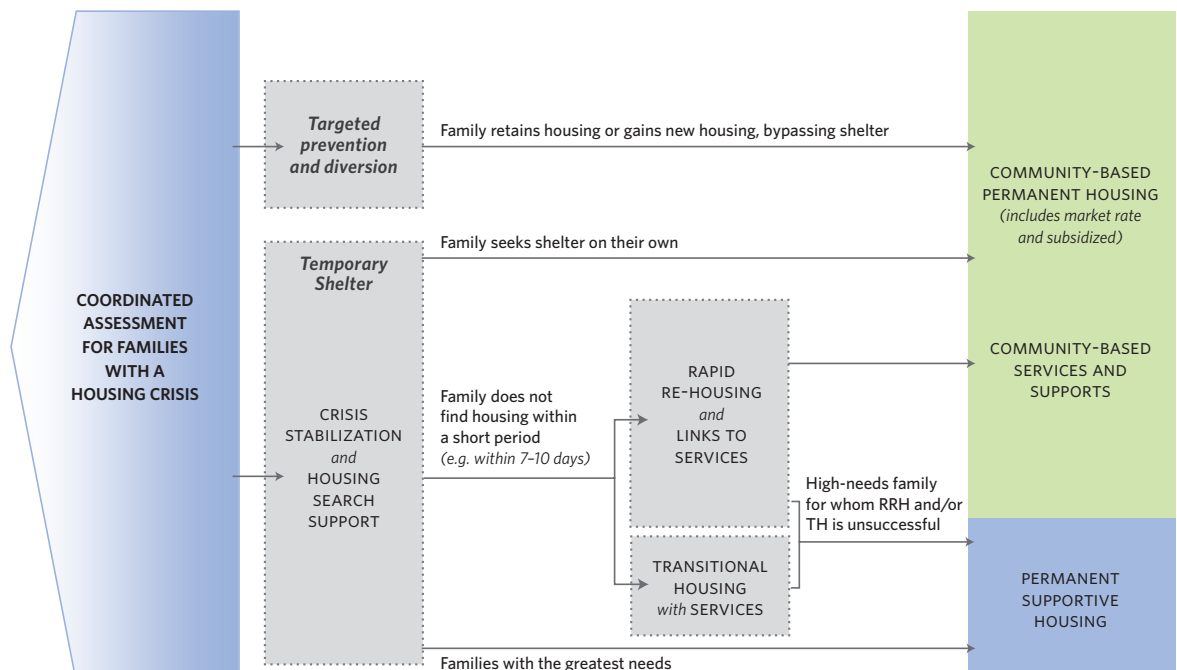 COORDINATED
ASSESSMENT
FOR FAMILIES
WITH A
HOUSING CRISIS
Targeted
prevention
and diversion
Family retains housing or gains new housing, bypassing shelter
Temporary
Shelter
Family seeks shelter on their own
CRISIS
STABILIZATION
and
HOUSING
SEARCH
SUPPORT
Family does not
find housing within
a short period
(e.g. within 7–10 days)
RAPID
RE-HOUSING
and
LINKS TO
SERVICES
TRANSITIONAL
HOUSING
with SERVICES
High-needs family
for whom RRH and/or
TH is unsuccessful
Families with the greatest needs
COMMUNITY-BASED
PERMANENT HOUSING
(includes market rate
and subsidized)
COMMUNITY-BASED
SERVICES AND
SUPPORTS
PERMANENT
SUPPORTIVE
HOUSING